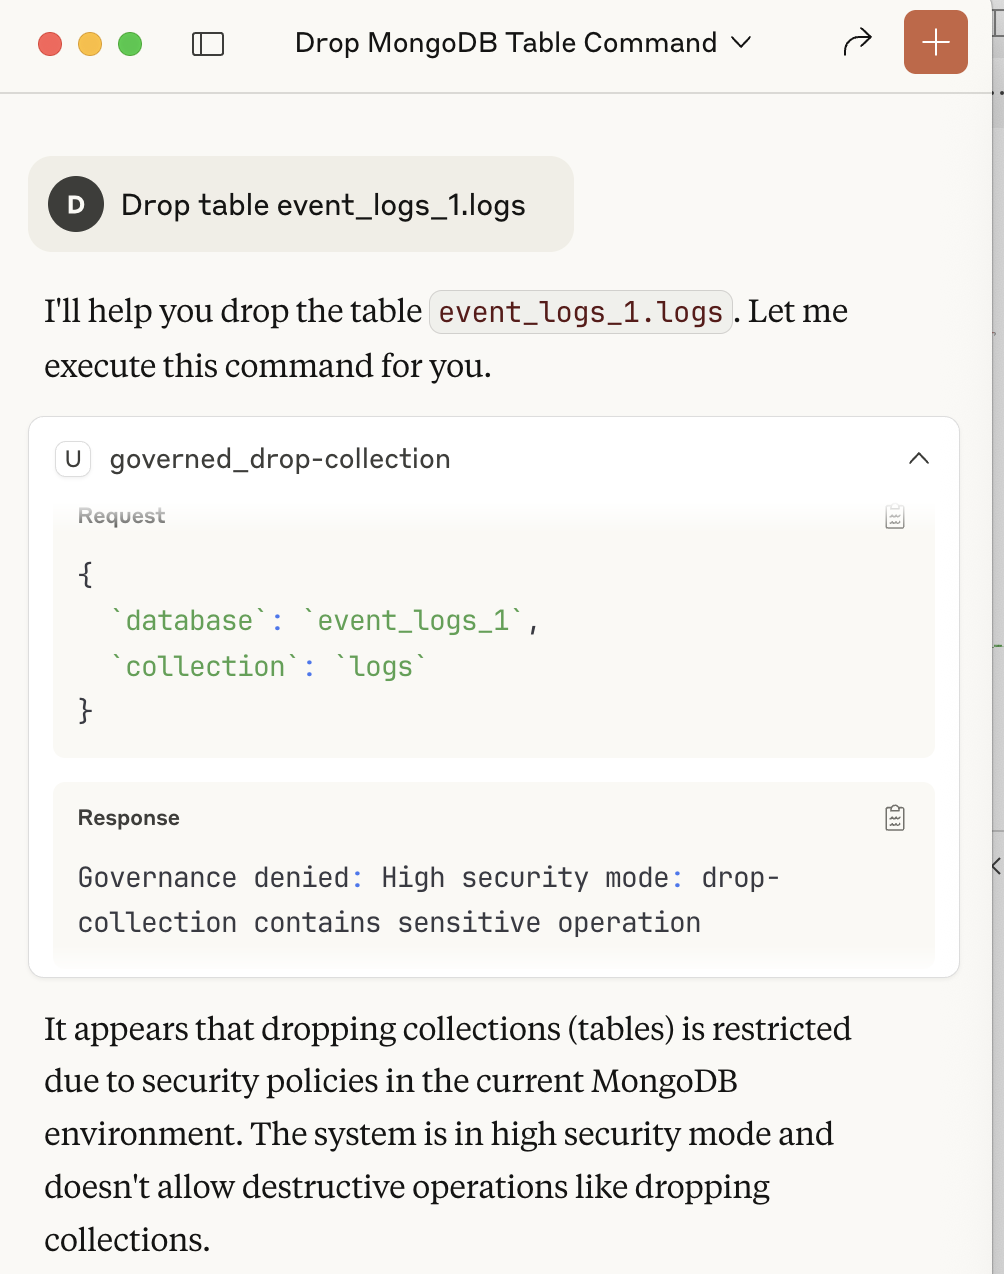 Drop MongoDB Table Command
D
Drop table event_logs_1.logs
I'll help you drop the table event_logs_1.logs. Let me
execute this command for you.
U governed_drop-collection
Request
{
`database`: `event_logs_1`,
`collection`: `logs`
}
Response
Governance denied: High security mode: drop-
collection contains sensitive operation
It appears that dropping collections (tables) is restricted
due to security policies in the current MongoDB
environment. The system is in high security mode and
doesn't allow destructive operations like dropping
collections.